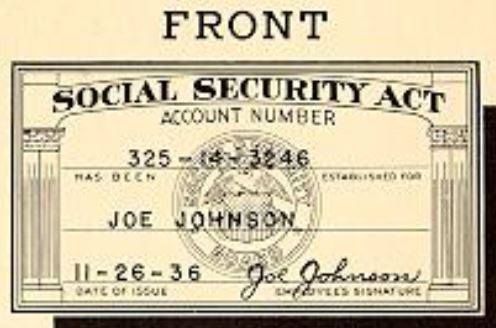 FRONT
SOCIAL SECURITY ACT
ACCOUNT NUMBER
325-14-3246
HAS BEEN ESTABLISHED FOR
JOE JOHNSON
11-26-36 Joe Johnson
DATE OF ISSUE EMPLOYEE'S SIGNATURE